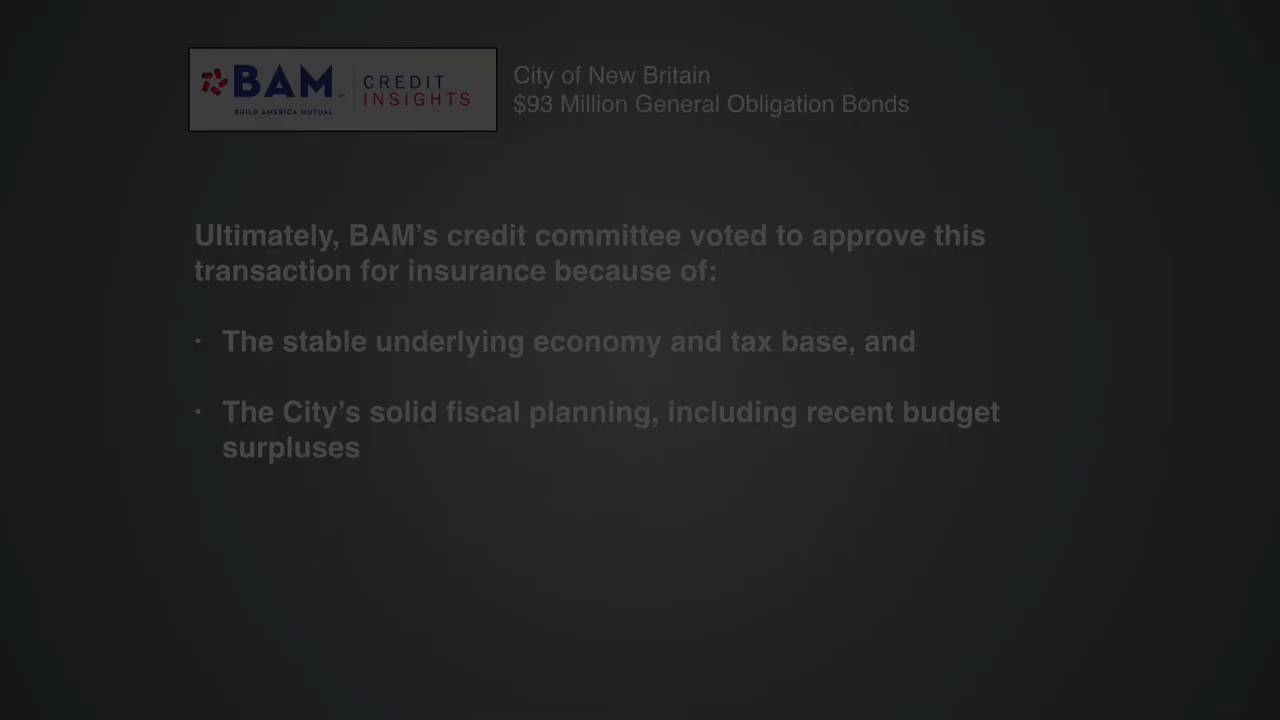 BAM SM
BUILD AMERICA MUTUAL
CREDIT
INSIGHTS
City of New Britain
$93 Million General Obligation Bonds
Ultimately, BAM’s credit committee voted to approve this
transaction for insurance because of:
· The stable underlying economy and tax base, and
· The City’s solid fiscal planning, including recent budget
surpluses